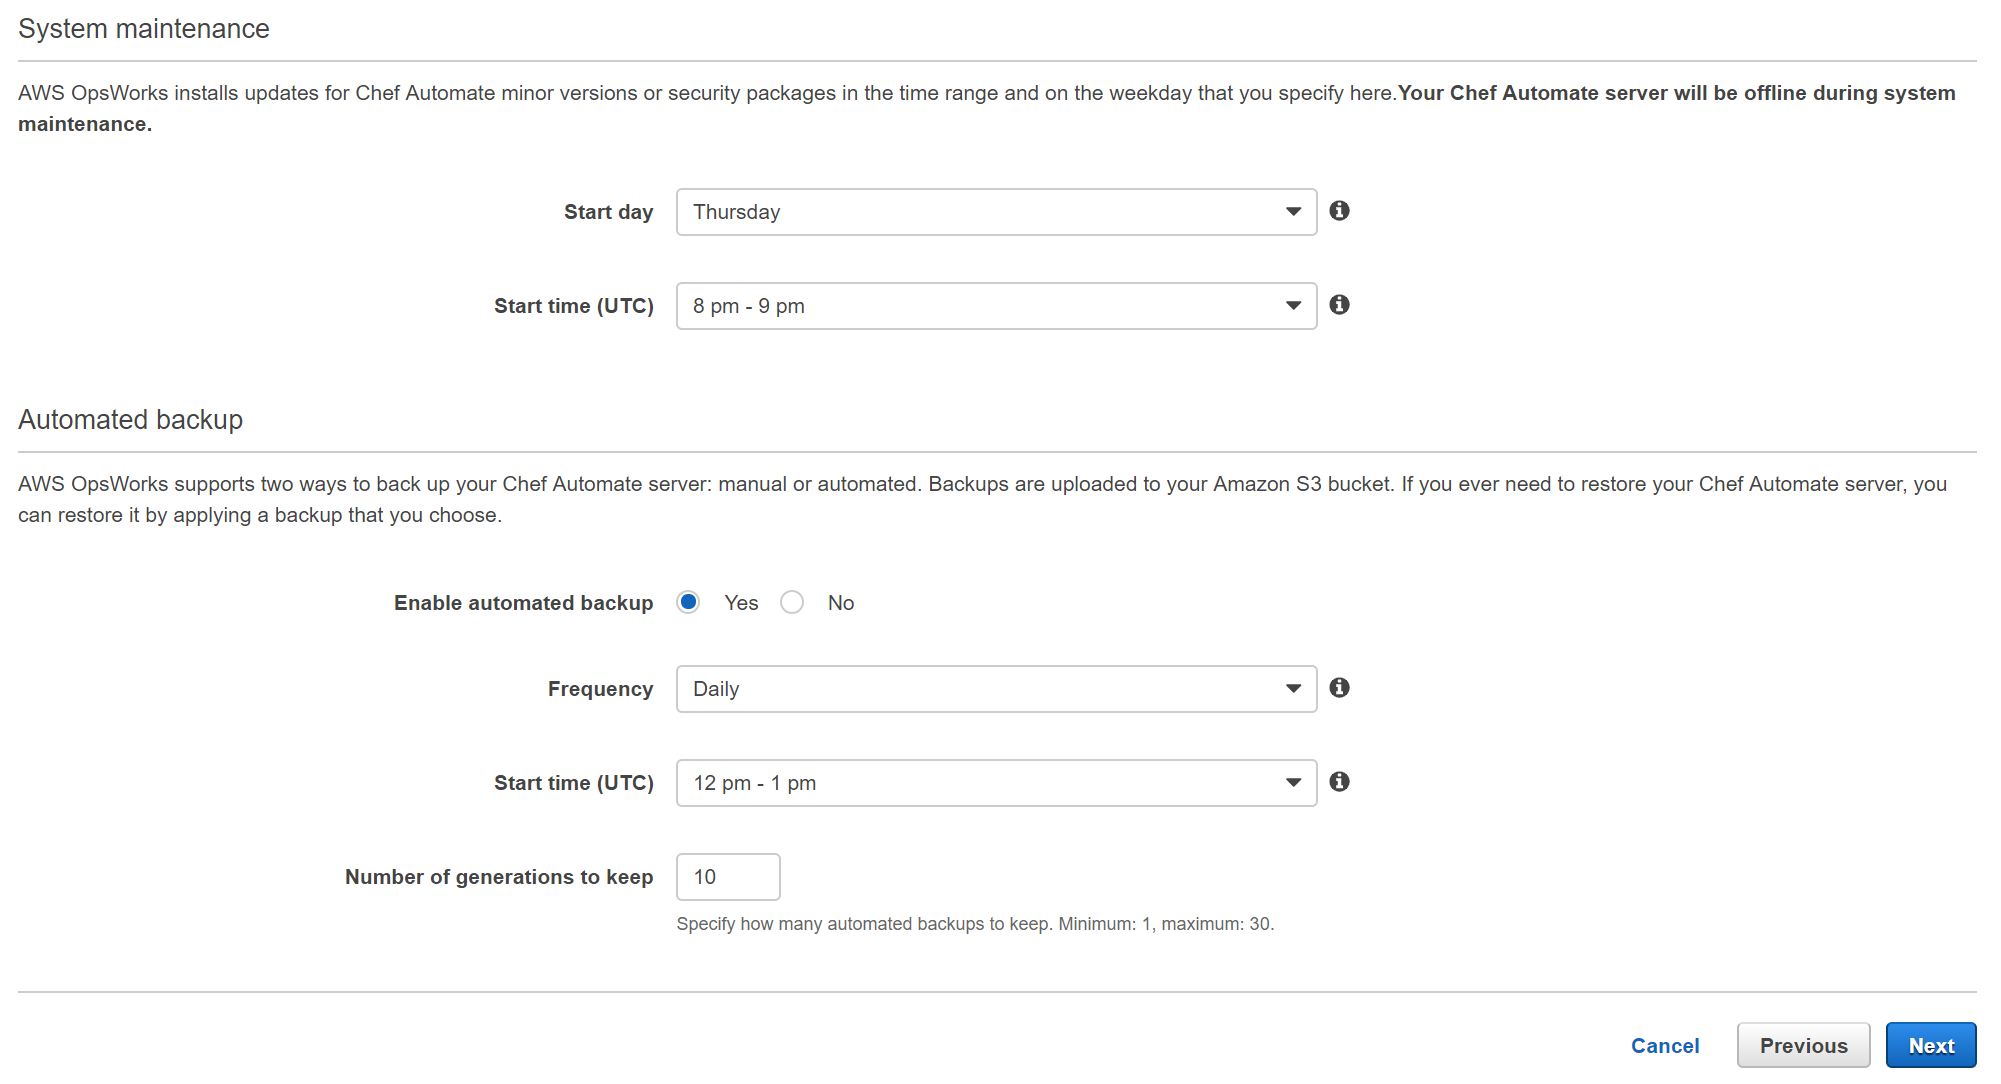 System maintenance
AWS OpsWorks installs updates for Chef Automate minor versions or security packages in the time range and on the weekday that you specify here.Your Chef Automate server will be offline during system
maintenance.
Start day Thursday
Start time (UTC) 8 pm - 9 pm
Automated backup
AWS OpsWorks supports two ways to back up your Chef Automate server: manual or automated. Backups are uploaded to your Amazon S3 bucket. If you ever need to restore your Chef Automate server, you
can restore it by applying a backup that you choose.
Enable automated backup Yes No
Frequency Daily
Start time (UTC) 12 pm - 1 pm
Number of generations to keep 10
Specify how many automated backups to keep. Minimum: 1, maximum: 30.
Cancel Previous Next